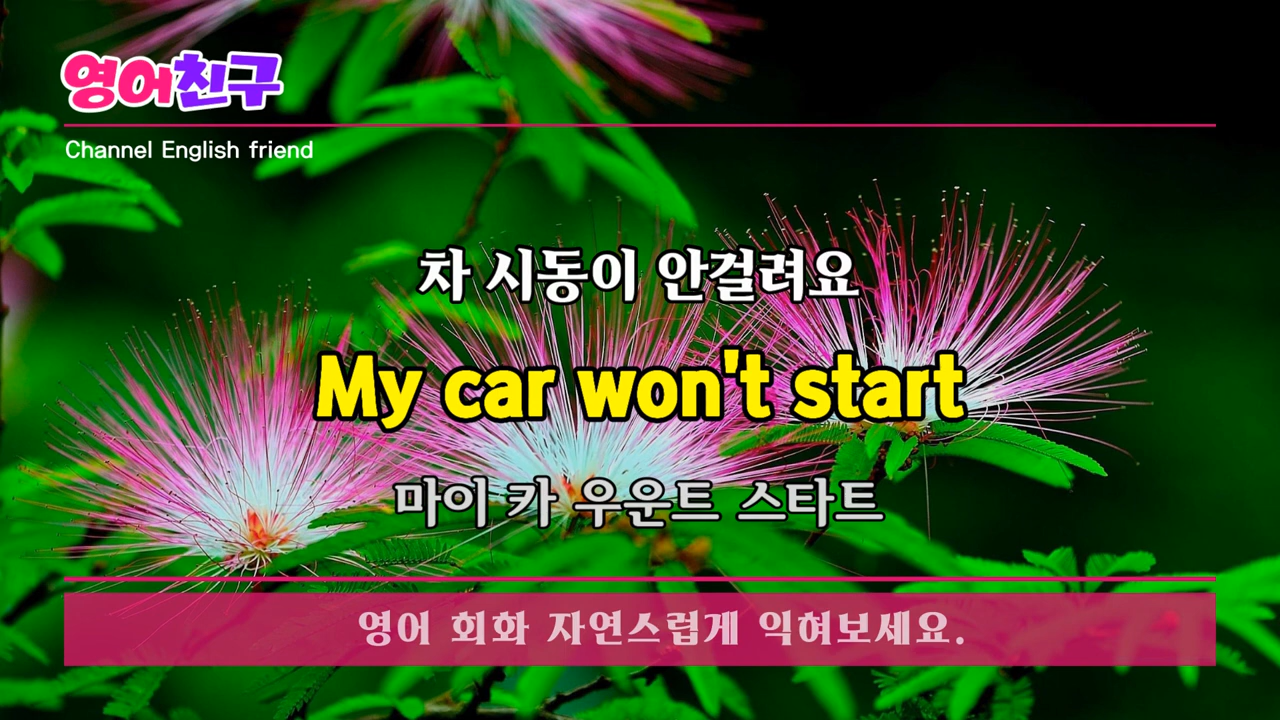 영어친구
Channel English friend
차 시동이 안걸려요
My car won't start
마이 카 우운트 스타트
영어 회화 자연스럽게 익혀보세요.